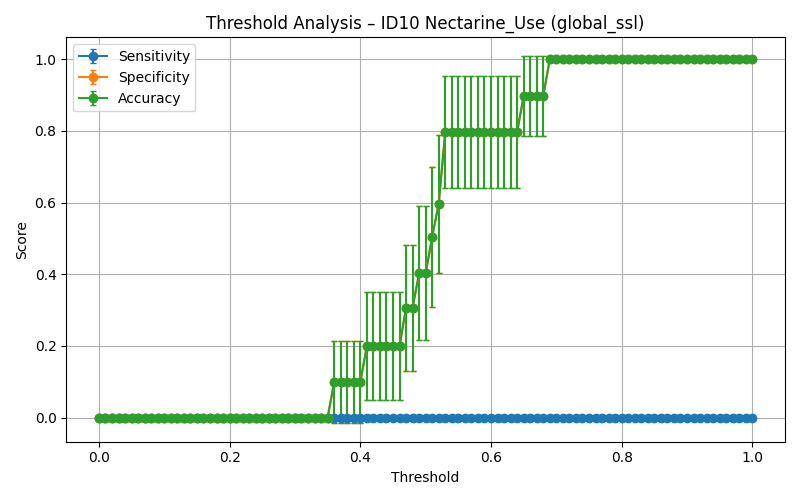 Threshold Analysis – ID10 Nectarine_Use (global_ssl)
Sensitivity
Specificity
Accuracy
1.0
0.8
0.6
0.4
0.2
0.0
Score
0.0 0.2 0.4 0.6 0.8 1.0
Threshold